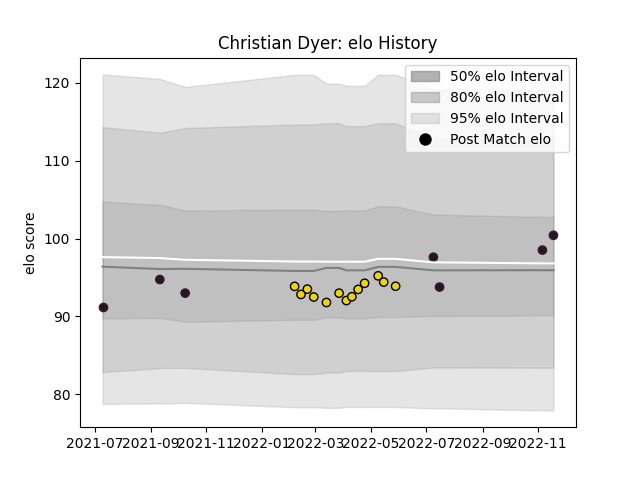 Christian Dyer: elo History
50% elo Interval
80% elo Interval
95% elo Interval
Post Match elo
elo score
120
110
100
90
80
2021-07 2021-09 2021-11 2022-01 2022-03 2022-05 2022-07 2022-09 2022-11